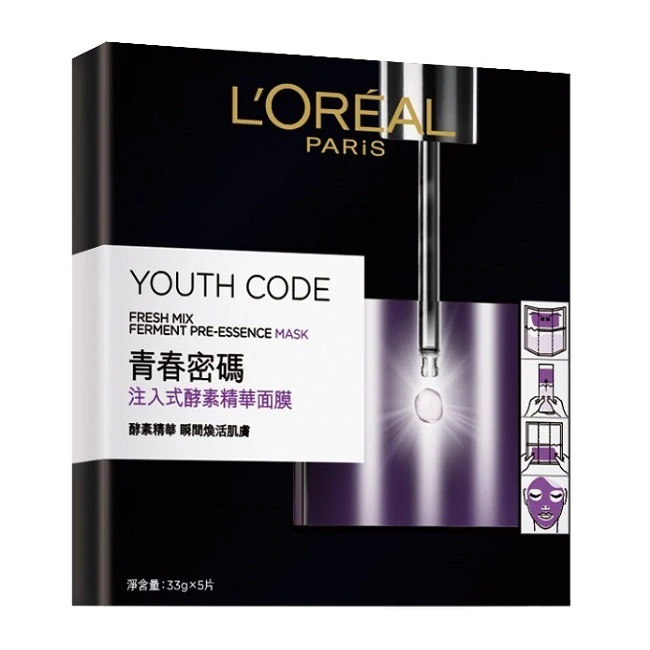 L'ORÉAL
PARiS
YOUTH CODE
FRESH MIX
FERMENT PRE-ESSENCE MASK
青春密碼
注入式酵素精華面膜
酵素精華 瞬間煥活肌膚
淨含量：33g×5片